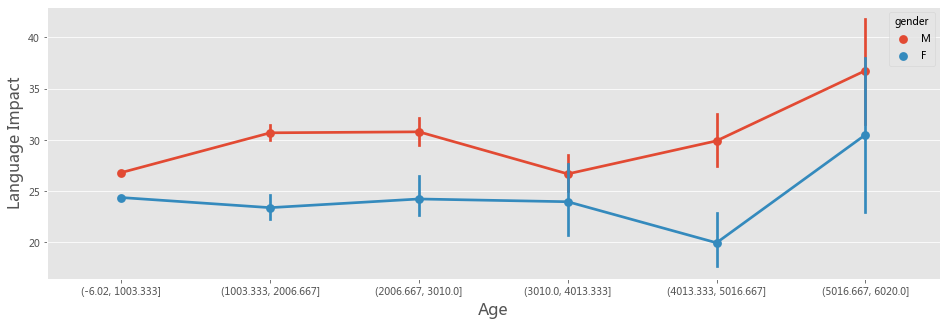 gender
M
F
Language Impact
40
35
30
25
20
(−6.02, 1003.333]
(1003.333, 2006.667]
(2006.667, 3010.0]
(3010.0, 4013.333]
(4013.333, 5016.667]
(5016.667, 6020.0]
Age